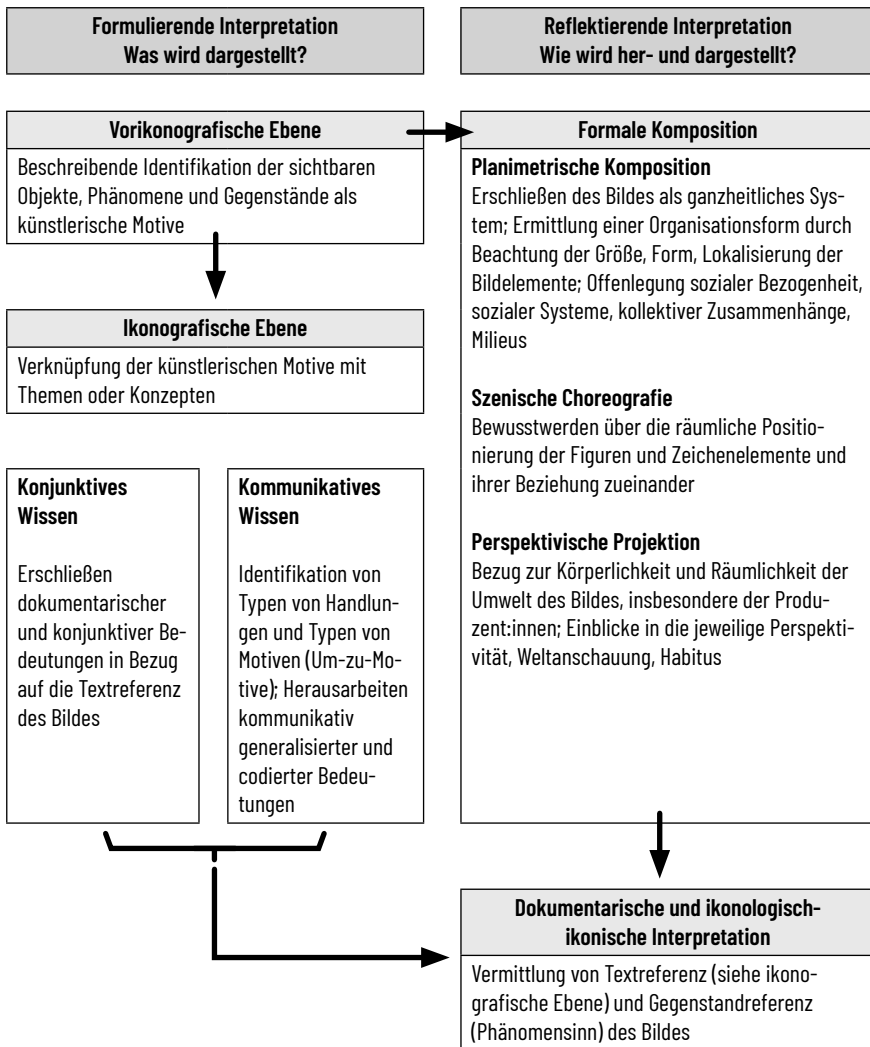 Formulierende Interpretation
Was wird dargestellt?
Reflektierende Interpretation
Wie wird her- und dargestellt?
Vorikonografische Ebene
Beschreibende Identifikation der sichtbaren
Objekte, Phänomene und Gegenstände als
künstlerische Motive
Ikonografische Ebene
Verknüpfung der künstlerischen Motive mit
Themen oder Konzepten
Konjunktives
Wissen
Erschließen
dokumentarischer
und konjunktiver Be-
deutungen in Bezug
auf die Textreferenz
des Bildes
Kommunikatives
Wissen
Identifikation von
Typen von Handlun-
gen und Typen von
Motiven (Um-zu-Mo-
tive); Herausarbeiten
kommunikativ
generalisierter und
codierter Bedeu-
tungen
Formale Komposition
Planimetrische Komposition
Erschließen des Bildes als ganzheitliches Sys-
tem; Ermittlung einer Organisationsform durch
Beachtung der Größe, Form, Lokalisierung der
Bildelemente; Offenlegung sozialer Bezogenheit,
sozialer Systeme, kollektiver Zusammenhänge,
Milieus
Szenische Choreografie
Bewusstwerden über die räumliche Positio-
nierung der Figuren und Zeichenelemente und
ihrer Beziehung zueinander
Perspektivische Projektion
Bezug zur Körperlichkeit und Räumlichkeit der
Umwelt des Bildes, insbesondere der Produ-
zent:innen; Einblicke in die jeweilige Perspekti-
vität, Weltanschauung, Habitus
Dokumentarische und ikonologisch-
ikonische Interpretation
Vermittlung von Textreferenz (siehe ikono-
grafische Ebene) und Gegenstandreferenz
(Phänomensinn) des Bildes